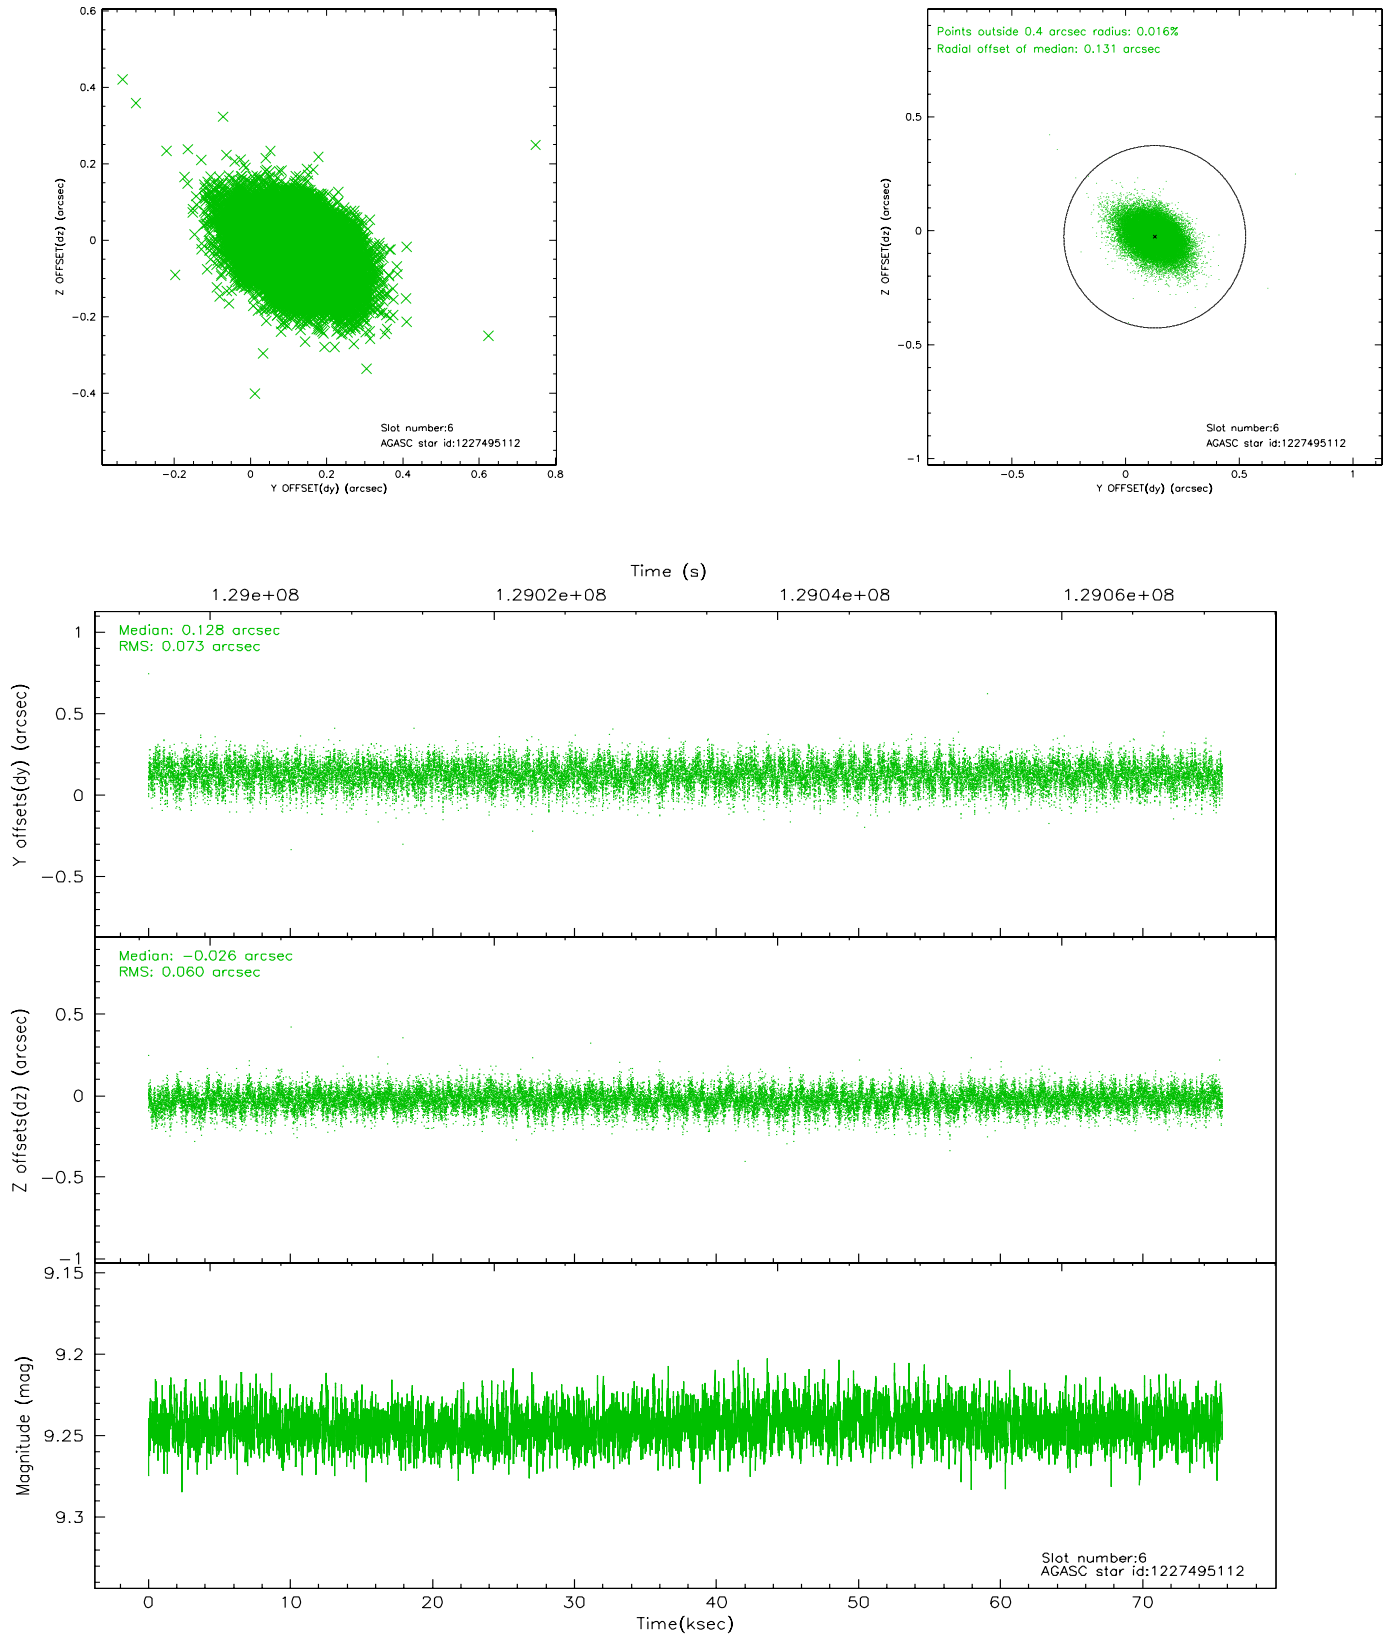 0.6
0.4
0.2
0
−0.2
−0.4
−0.2 0 0.2 0.4 0.6 0.8
Z OFFSET(dz) (arcsec)
Y OFFSET(dy) (arcsec)
Slot number:6
AGASC star id:1227495112
Points outside 0.4 arcsec radius: 0.016%
Radial offset of median: 0.131 arcsec
0.5
0
−0.5
−1
−0.5 0 0.5 1
Z OFFSET(dz) (arcsec)
Y OFFSET(dy) (arcsec)
Slot number:6
AGASC star id:1227495112
Time (s)
1.29e+08 1.2902e+08 1.2904e+08 1.2906e+08
Median: 0.128 arcsec
RMS: 0.073 arcsec
1
0.5
0
−0.5
Y offsets(dy) (arcsec)
Median: −0.026 arcsec
RMS: 0.060 arcsec
0.5
0
−0.5
−1
Z offsets(dz) (arcsec)
9.15
9.2
9.25
9.3
Magnitude (mag)
Slot number:6
AGASC star id:1227495112
0 10 20 30 40 50 60 70
Time(ksec)